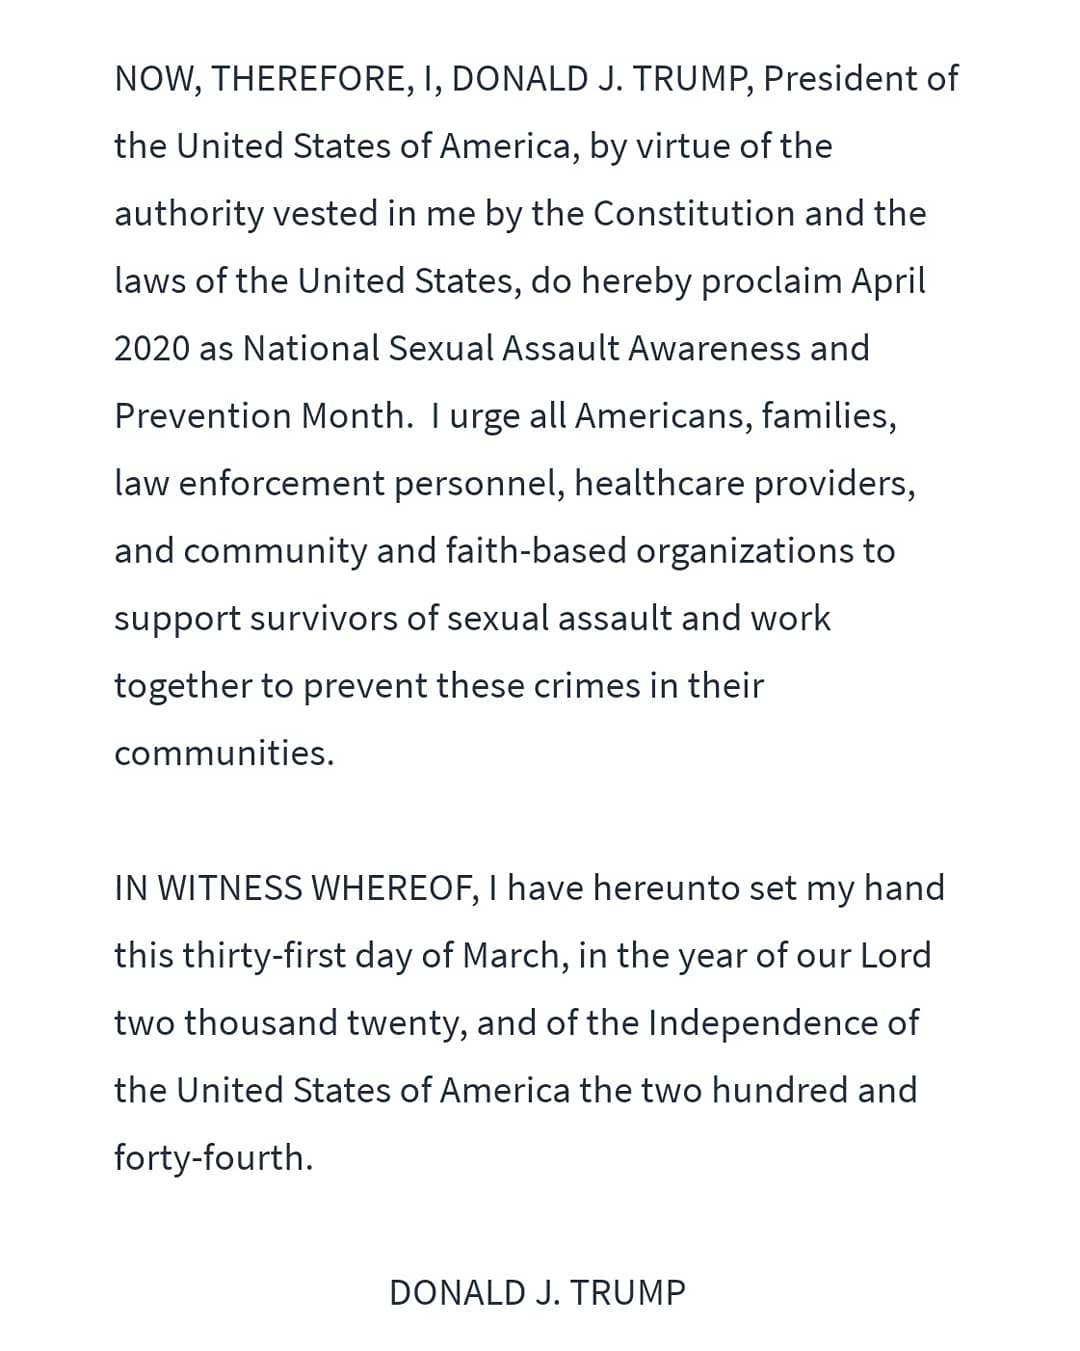 NOW, THEREFORE, I, DONALD J. TRUMP, President of
the United States of America, by virtue of the
authority vested in me by the Constitution and the
laws of the United States, do hereby proclaim April
2020 as National Sexual Assault Awareness and
Prevention Month.  I urge all Americans, families,
law enforcement personnel, healthcare providers,
and community and faith-based organizations to
support survivors of sexual assault and work
together to prevent these crimes in their
communities.
IN WITNESS WHEREOF, I have hereunto set my hand
this thirty-first day of March, in the year of our Lord
two thousand twenty, and of the Independence of
the United States of America the two hundred and
forty-fourth.
DONALD J. TRUMP